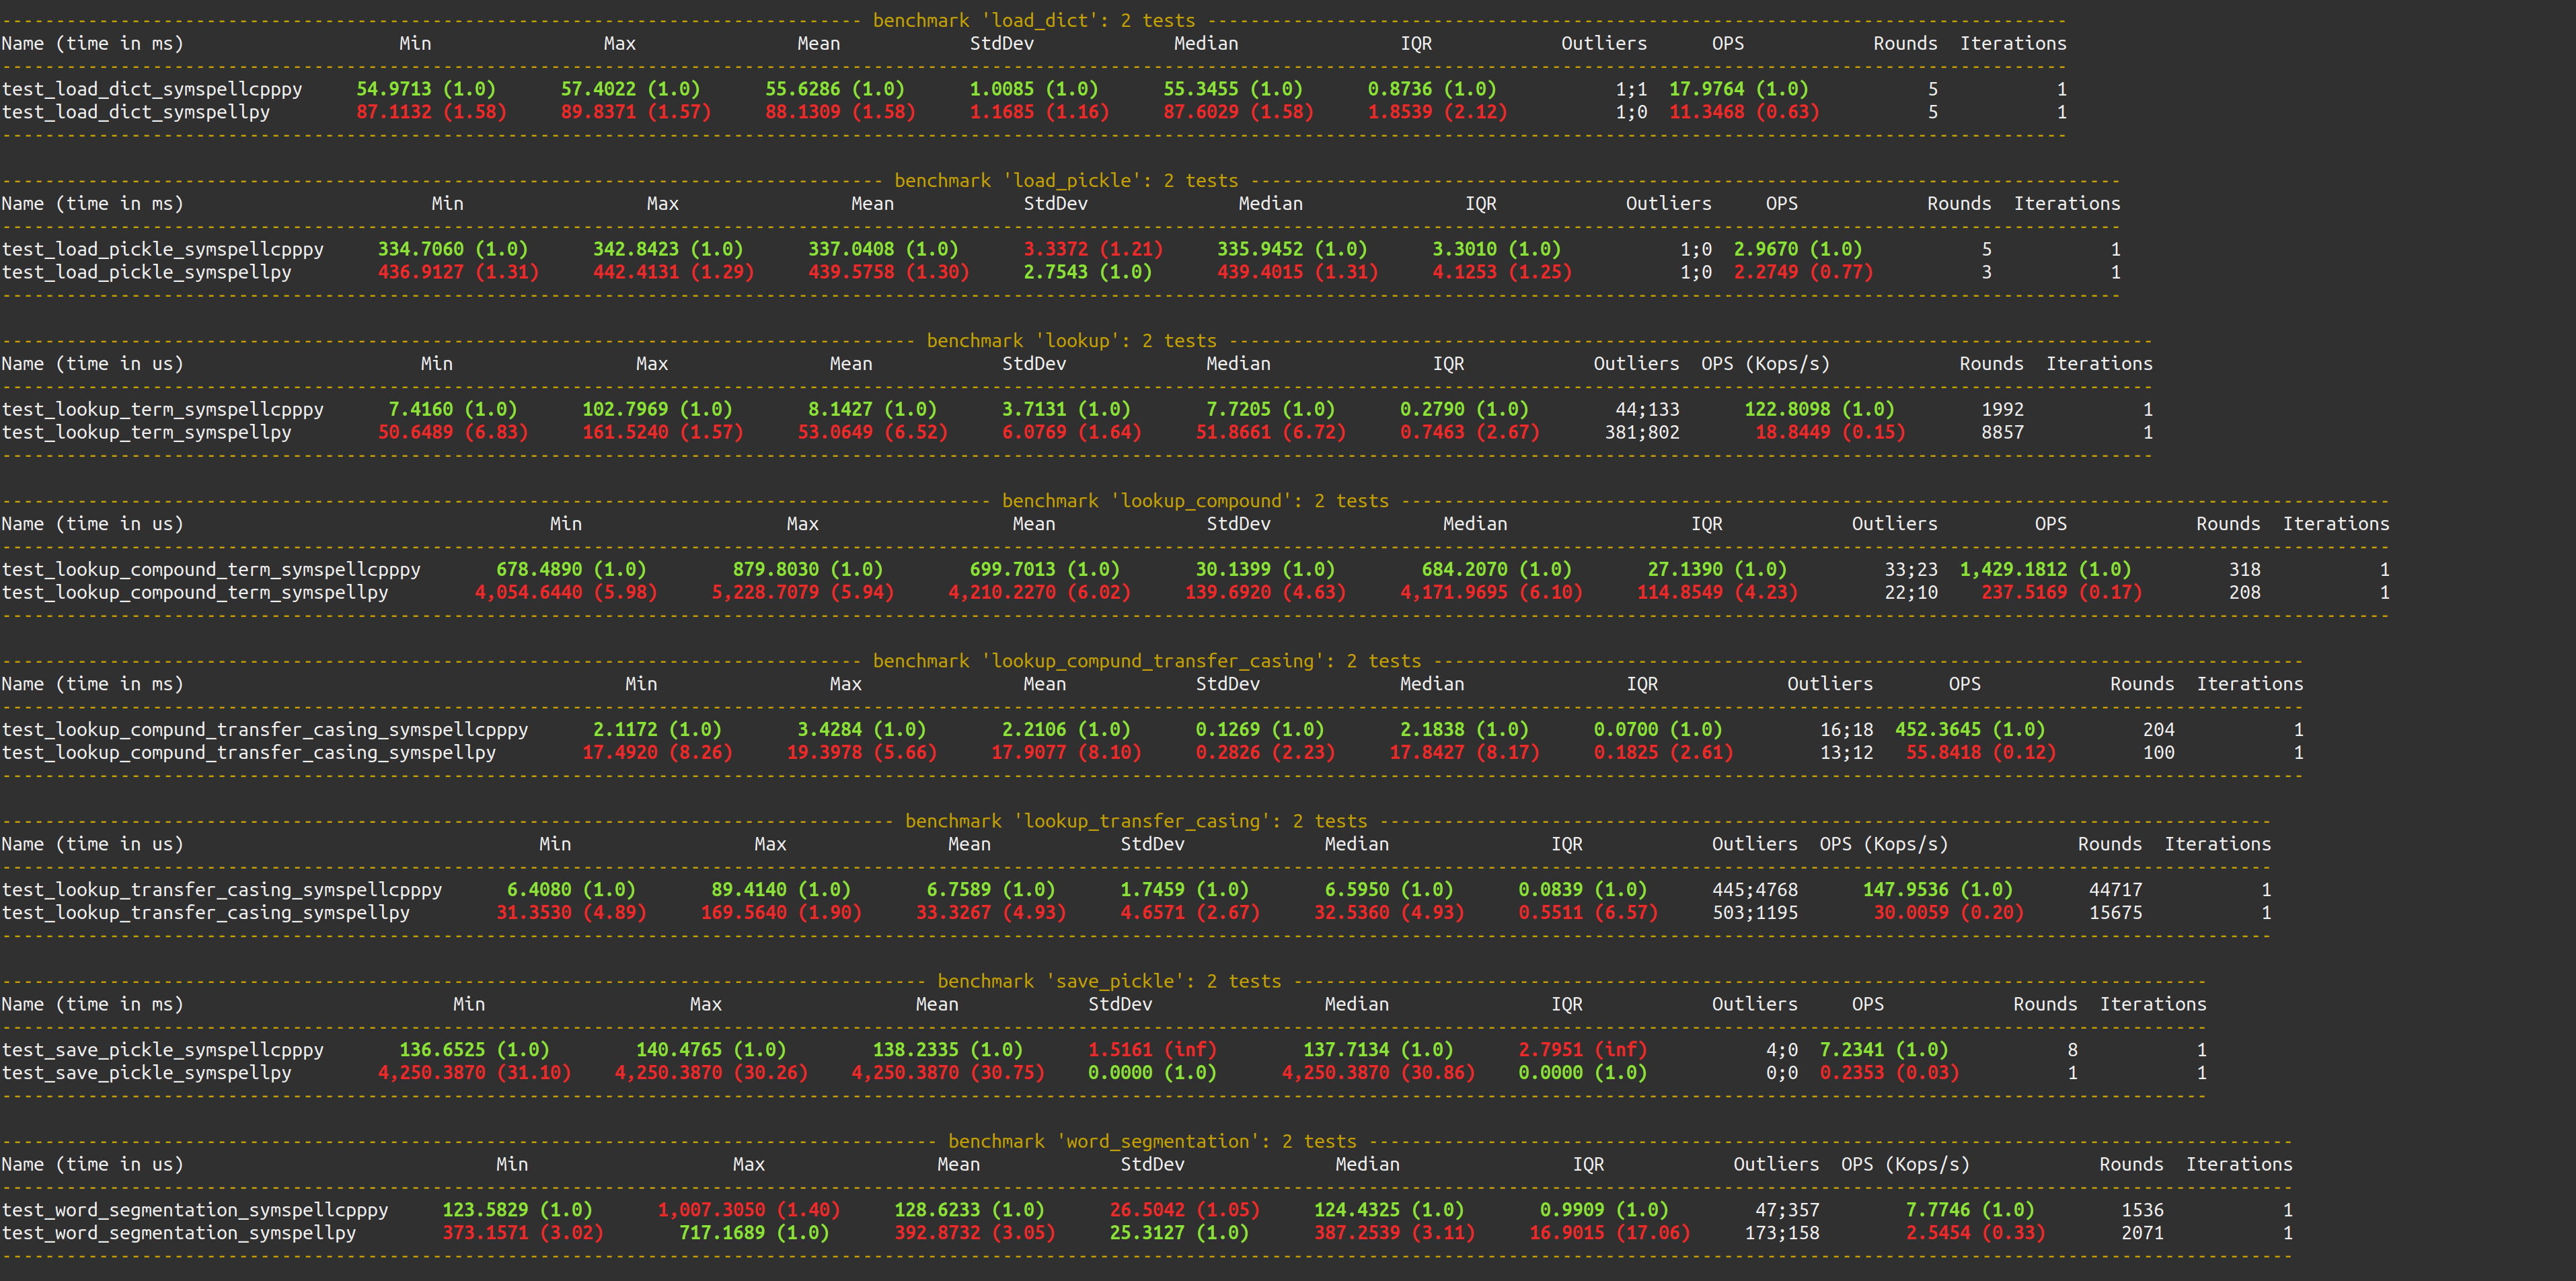 benchmark 'load_dict': 2 tests
Name (time in ms) Min Max Mean StdDev Median IQR Outliers OPS Rounds Iterations
test_load_dict_symspellcpppy 54.9713 (1.0) 57.4022 (1.0) 55.6286 (1.0) 1.0085 (1.0) 55.3455 (1.0) 0.8736 (1.0) 1;1 17.9764 (1.0) 5 1
test_load_dict_symspellpy 87.1132 (1.58) 89.8371 (1.57) 88.1309 (1.58) 1.1685 (1.16) 87.6029 (1.58) 1.8539 (2.12) 1;0 11.3468 (0.63) 5 1
benchmark 'load_pickle': 2 tests
Name (time in ms) Min Max Mean StdDev Median IQR Outliers OPS Rounds Iterations
test_load_pickle_symspellcpppy 334.7060 (1.0) 342.8423 (1.0) 337.0408 (1.0) 3.3372 (1.21) 335.9452 (1.0) 3.3010 (1.0) 1;0 2.9670 (1.0) 5 1
test_load_pickle_symspellpy 436.9127 (1.31) 442.4131 (1.29) 439.5758 (1.30) 2.7543 (1.0) 439.4015 (1.31) 4.1253 (1.25) 1;0 2.2749 (0.77) 3 1
benchmark 'lookup': 2 tests
Name (time in us) Min Max Mean StdDev Median IQR Outliers OPS (Kops/s) Rounds Iterations
test_lookup_term_symspellcpppy 7.4160 (1.0) 102.7969 (1.0) 8.1427 (1.0) 3.7131 (1.0) 7.7205 (1.0) 0.2790 (1.0) 44;133 122.8098 (1.0) 1992 1
test_lookup_term_symspellpy 50.6489 (6.83) 161.5240 (1.57) 53.0649 (6.52) 6.0769 (1.64) 51.8661 (6.72) 0.7463 (2.67) 381;802 18.8449 (0.15) 8857 1
benchmark 'lookup_compound': 2 tests
Name (time in us) Min Max Mean StdDev Median IQR Outliers OPS Rounds Iterations
test_lookup_compound_term_symspellcpppy 678.4890 (1.0) 879.8030 (1.0) 699.7013 (1.0) 30.1399 (1.0) 684.2070 (1.0) 27.1390 (1.0) 33;23 1,429.1812 (1.0) 318 1
test_lookup_compound_term_symspellpy 4,054.6440 (5.98) 5,228.7079 (5.94) 4,210.2270 (6.02) 139.6920 (4.63) 4,171.9695 (6.10) 114.8549 (4.23) 22;10 237.5169 (0.17) 208 1
benchmark 'lookup_compund_transfer_casing': 2 tests
Name (time in ms) Min Max Mean StdDev Median IQR Outliers OPS Rounds Iterations
test_lookup_compund_transfer_casing_symspellcpppy 2.1172 (1.0) 3.4284 (1.0) 2.2106 (1.0) 0.1269 (1.0) 2.1838 (1.0) 0.0700 (1.0) 16;18 452.3645 (1.0) 204 1
test_lookup_compund_transfer_casing_symspellpy 17.4920 (8.26) 19.3978 (5.66) 17.9077 (8.10) 0.2826 (2.23) 17.8427 (8.17) 0.1825 (2.61) 13;12 55.8418 (0.12) 100 1
benchmark 'lookup_transfer_casing': 2 tests
Name (time in us) Min Max Mean StdDev Median IQR Outliers OPS (Kops/s) Rounds Iterations
test_lookup_transfer_casing_symspellcpppy 6.4080 (1.0) 89.4140 (1.0) 6.7589 (1.0) 1.7459 (1.0) 6.5950 (1.0) 0.0839 (1.0) 445;4768 147.9536 (1.0) 44717 1
test_lookup_transfer_casing_symspellpy 31.3530 (4.89) 169.5640 (1.90) 33.3267 (4.93) 4.6571 (2.67) 32.5360 (4.93) 0.5511 (6.57) 503;1195 30.0059 (0.20) 15675 1
benchmark 'save_pickle': 2 tests
Name (time in ms) Min Max Mean StdDev Median IQR Outliers OPS Rounds Iterations
test_save_pickle_symspellcpppy 136.6525 (1.0) 140.4765 (1.0) 138.2335 (1.0) 1.5161 (inf) 137.7134 (1.0) 2.7951 (inf) 4;0 7.2341 (1.0) 8 1
test_save_pickle_symspellpy 4,250.3870 (31.10) 4,250.3870 (30.26) 4,250.3870 (30.75) 0.0000 (1.0) 4,250.3870 (30.86) 0.0000 (1.0) 0;0 0.2353 (0.03) 1 1
benchmark 'word_segmentation': 2 tests
Name (time in us) Min Max Mean StdDev Median IQR Outliers OPS (Kops/s) Rounds Iterations
test_word_segmentation_symspellcpppy 123.5829 (1.0) 1,007.3050 (1.40) 128.6233 (1.0) 26.5042 (1.05) 124.4325 (1.0) 0.9909 (1.0) 47;357 7.7746 (1.0) 1536 1
test_word_segmentation_symspellpy 373.1571 (3.02) 717.1689 (1.0) 392.8732 (3.05) 25.3127 (1.0) 387.2539 (3.11) 16.9015 (17.06) 173;158 2.5454 (0.33) 2071 1